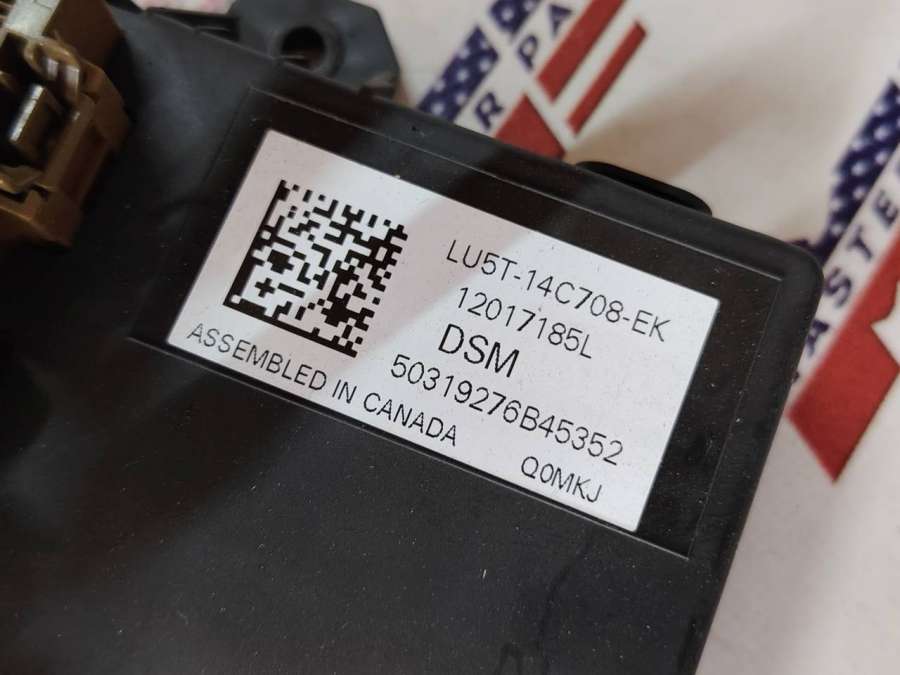 LU5T-14C708-EK
12017185L
DSM
50319276B45352
ASSEMBLED IN CANADA
Q0MKJ